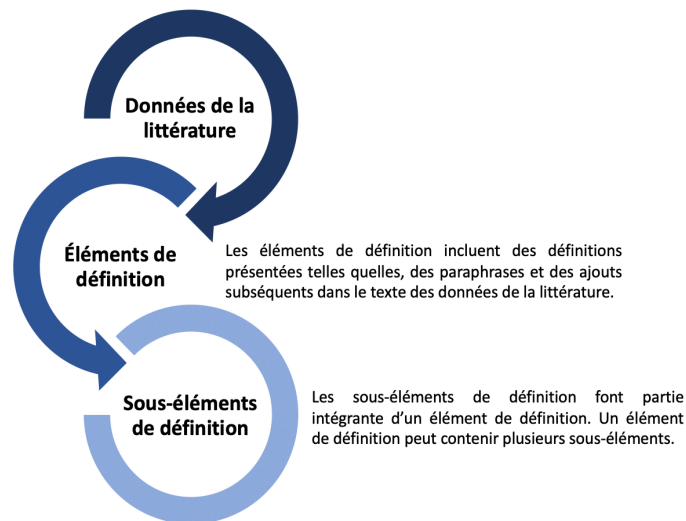 Données de la
littérature
Éléments de
définition
Les éléments de définition incluent des définitions
présentées telles quelles, des paraphrases et des ajouts
subséquents dans le texte des données de la littérature.
Sous-éléments
de définition
Les sous-éléments de définition font partie
intégrante d’un élément de définition. Un élément
de définition peut contenir plusieurs sous-éléments.